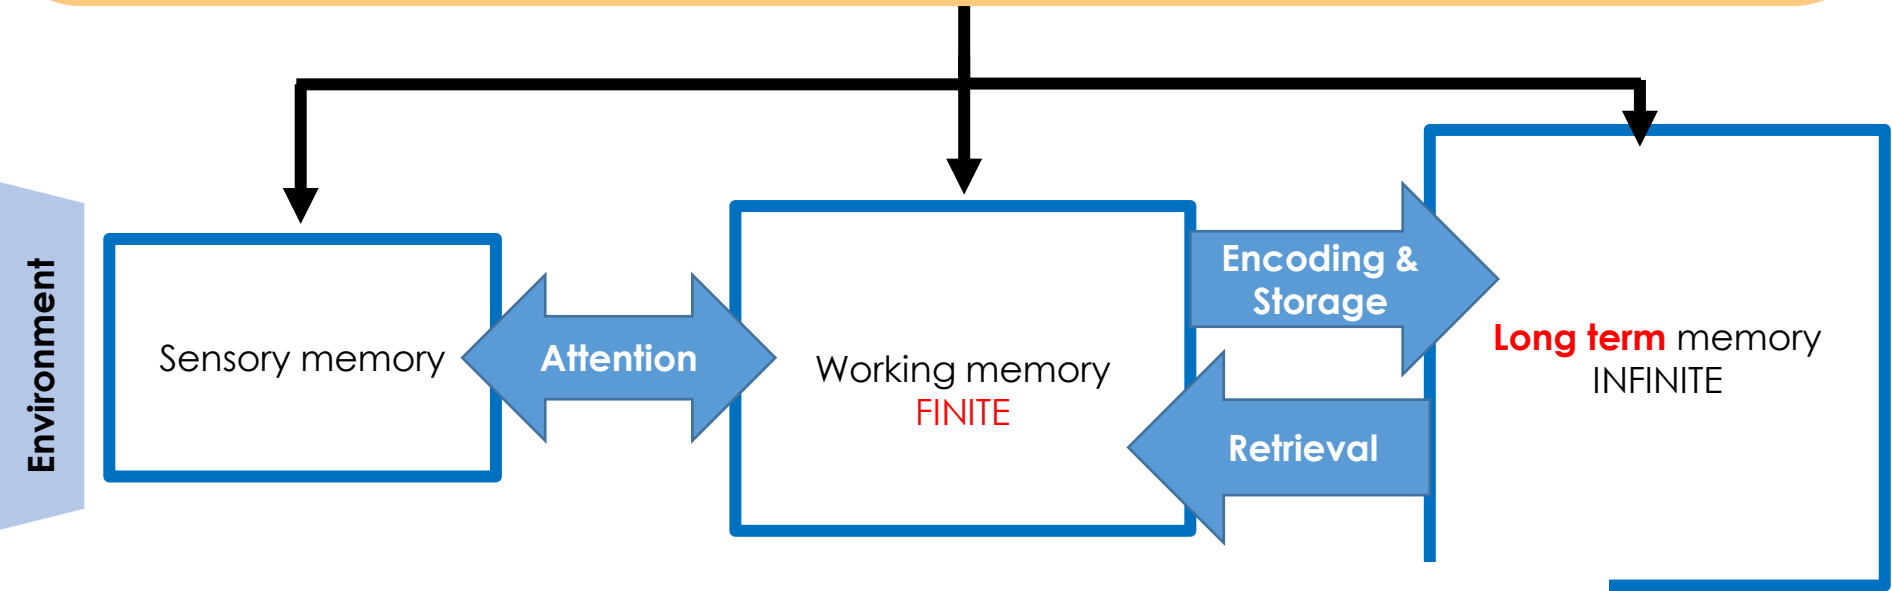 Environment
Sensory memory
Attention
Working memory
FINITE
Encoding &
Storage
Retrieval
Long term memory
INFINITE